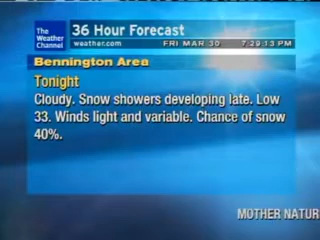 The
Weather
Channel
36 Hour Forecast
weather.com
FRI MAR 30
7:29:13 PM
Bennington Area
Tonight
Cloudy. Snow showers developing late. Low
33. Winds light and variable. Chance of snow
40%.
MOTHER NATUR